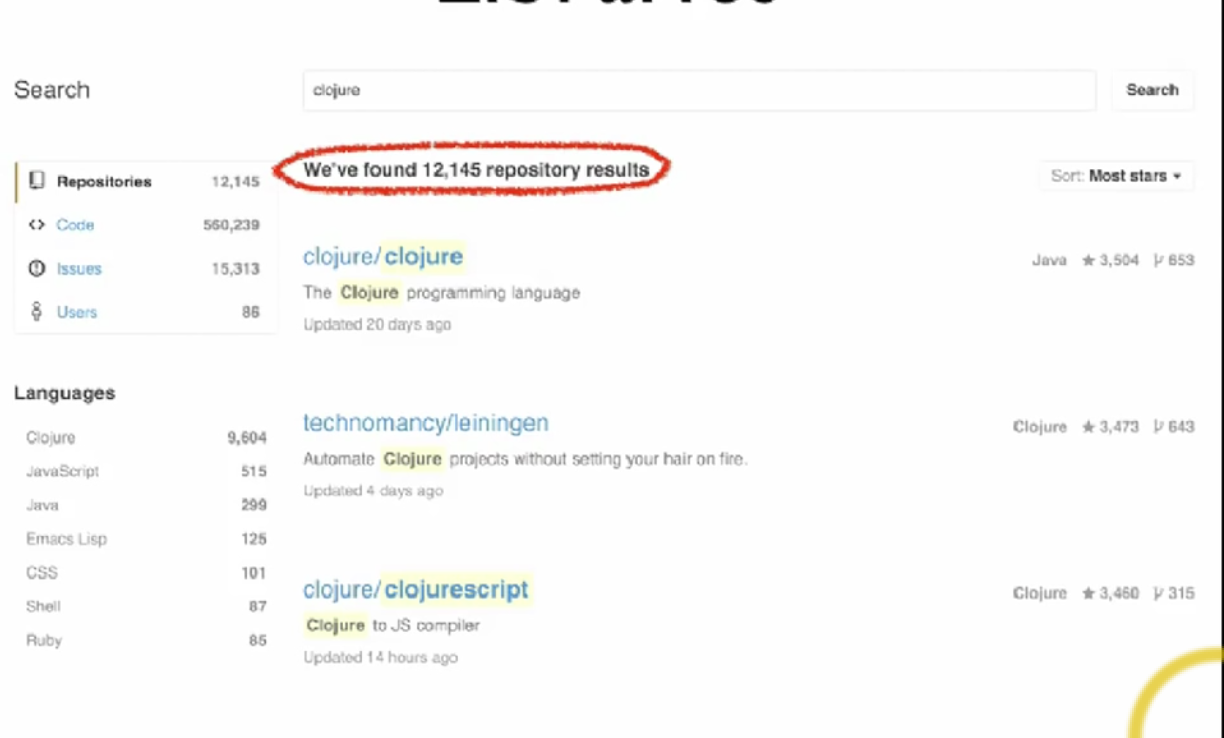 Search
clojure
Search
We've found 12,145 repository results
Sort: Most stars
Repositories 12,145
Code 560,239
Issues 15,313
Users 86
Languages
Clojure 9,604
JavaScript 515
Java 299
Emacs Lisp 125
CSS 101
Shell 87
Ruby 85
clojure/clojure
Java 3,504 653
The Clojure programming language
Updated 20 days ago
technomancy/leiningen
Clojure 3,473 643
Automate Clojure projects without setting your hair on fire.
Updated 4 days ago
clojure/clojurescript
Clojure 3,460 315
Clojure to JS compiler
Updated 14 hours ago